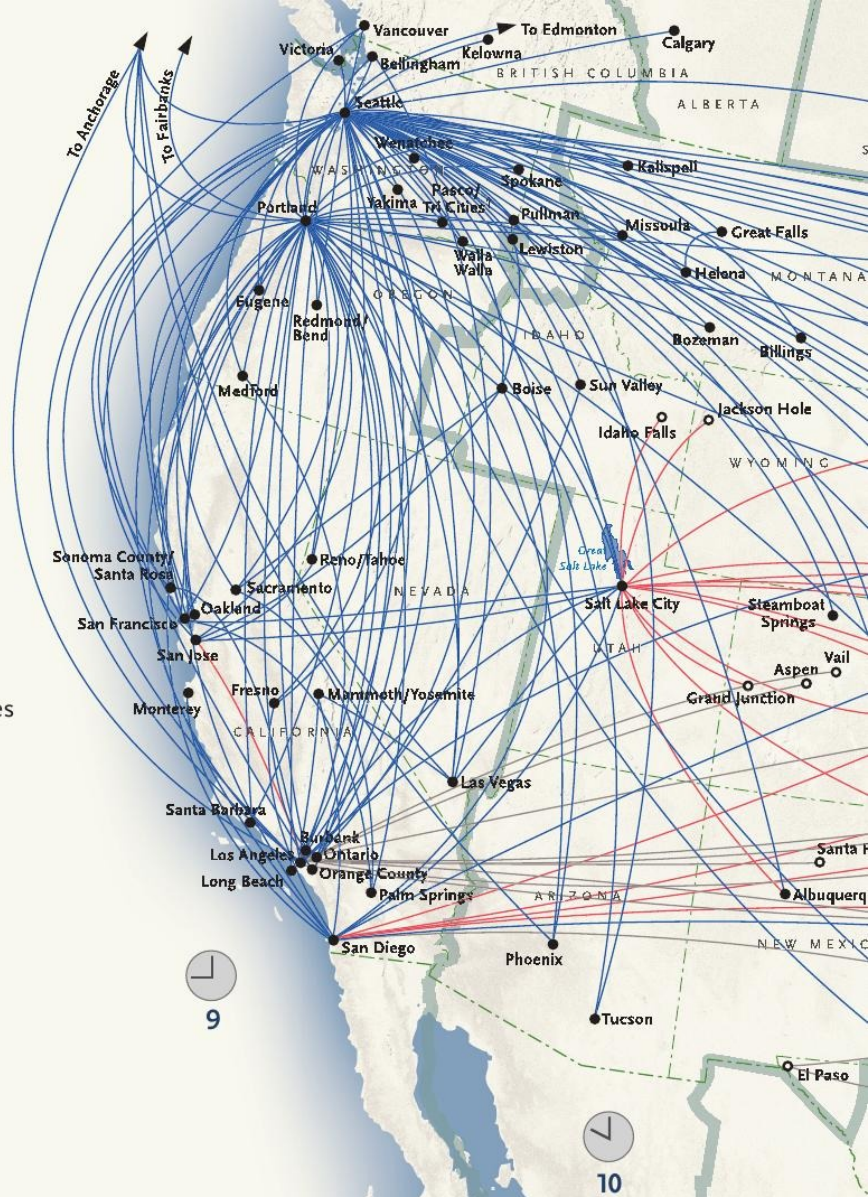 Vancouver
To Edmonton
Victoria
Kelowna
Calgary
Bellingham
BRITISH COLUMBIA
ALBERTA
Seattle
To Anchorage
To Fairbanks
Wenatchee
WASHINGTON
Spokane
Kalispell
Yakima
Pasco/
Tri Cities
Portland
Pullman
Missoula
Great Falls
Walla
Walla
Lewiston
Helena
MONTANA
Eugene
OREGON
Redmond/
Bend
IDAHO
Bozeman
Billings
Medford
Boise
Sun Valley
Jackson Hole
Idaho Falls
WYOMING
Sonoma County/
Santa Rosa
Reno/Tahoe
Great
Salt Lake
Sacramento
NEVADA
Oakland
Salt Lake City
Steamboat
Springs
San Francisco
San Jose
UTAH
Vail
Aspen
Grand Junction
Fresno
Mammoth/Yosemite
Monterey
es
CALIFORNIA
Las Vegas
Santa Barbara
Burbank
Los Angeles
Ontario
Santa F
Orange County
Long Beach
Palm Springs
ARIZONA
Albuquerq
San Diego
Phoenix
NEW MEXIC
9
Tucson
El Paso
10